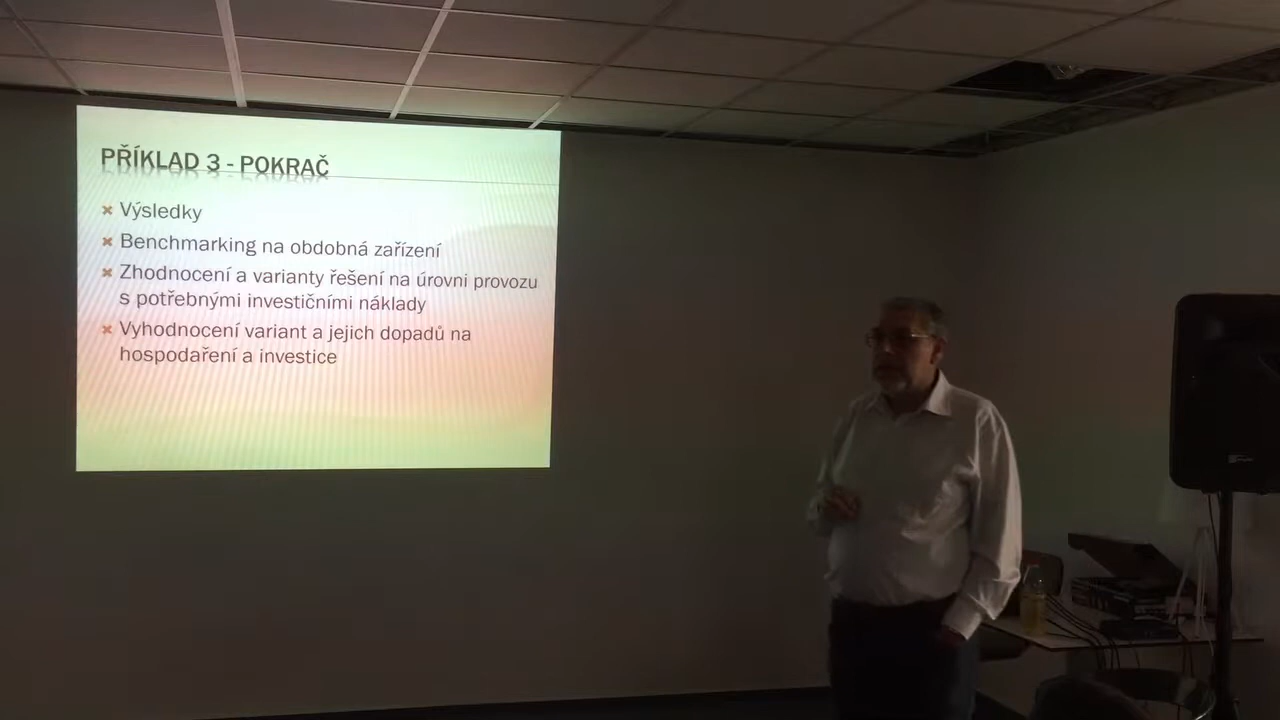 PŘÍKLAD 3 - POKRAČ
Výsledky
Benchmarking na obdobná zařízení
Zhodnocení a varianty řešení na úrovni provozu
s potřebnými investičními náklady
Vyhodnocení variant a jejich dopadů na
hospodaření a investice